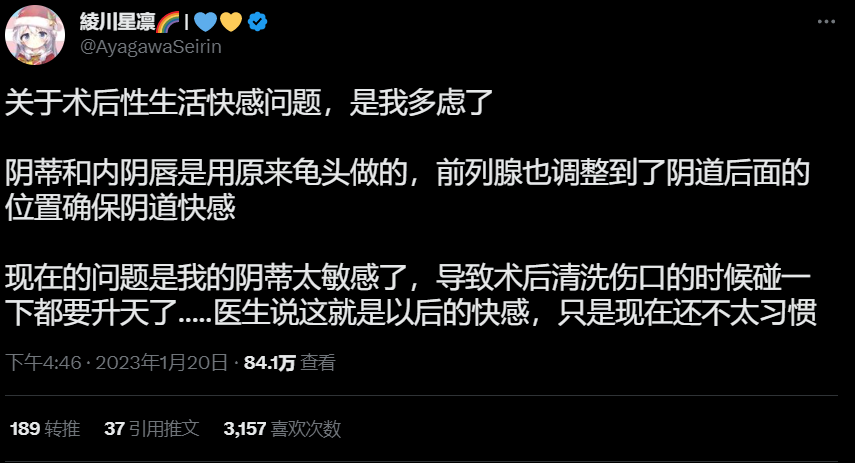 綾川星凛🌈 | 💙💛
@AyagawaSeirin
关于术后性生活快感问题，是我多虑了
阴蒂和内阴唇是用原来龟头做的，前列腺也调整到了阴道后面的
位置确保阴道快感
现在的问题是我的阴蒂太敏感了，导致术后清洗伤口的时候碰一
下都要升天了.....医生说这就是以后的快感，只是现在还不太习惯
下午4:46 · 2023年1月20日 · 84.1万 查看
189 转推 37 引用推文 3,157 喜欢次数